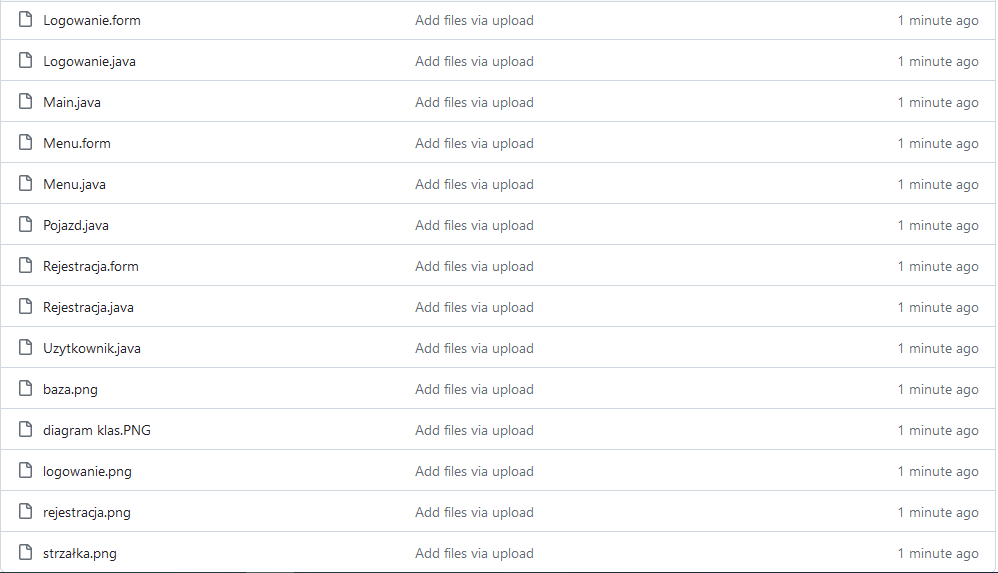 Logowanie.form Add files via upload 1 minute ago
Logowanie.java Add files via upload 1 minute ago
Main.java Add files via upload 1 minute ago
Menu.form Add files via upload 1 minute ago
Menu.java Add files via upload 1 minute ago
Pojazd.java Add files via upload 1 minute ago
Rejestracja.form Add files via upload 1 minute ago
Rejestracja.java Add files via upload 1 minute ago
Uzytkownik.java Add files via upload 1 minute ago
baza.png Add files via upload 1 minute ago
diagram klas.PNG Add files via upload 1 minute ago
logowanie.png Add files via upload 1 minute ago
rejestracja.png Add files via upload 1 minute ago
strzałka.png Add files via upload 1 minute ago